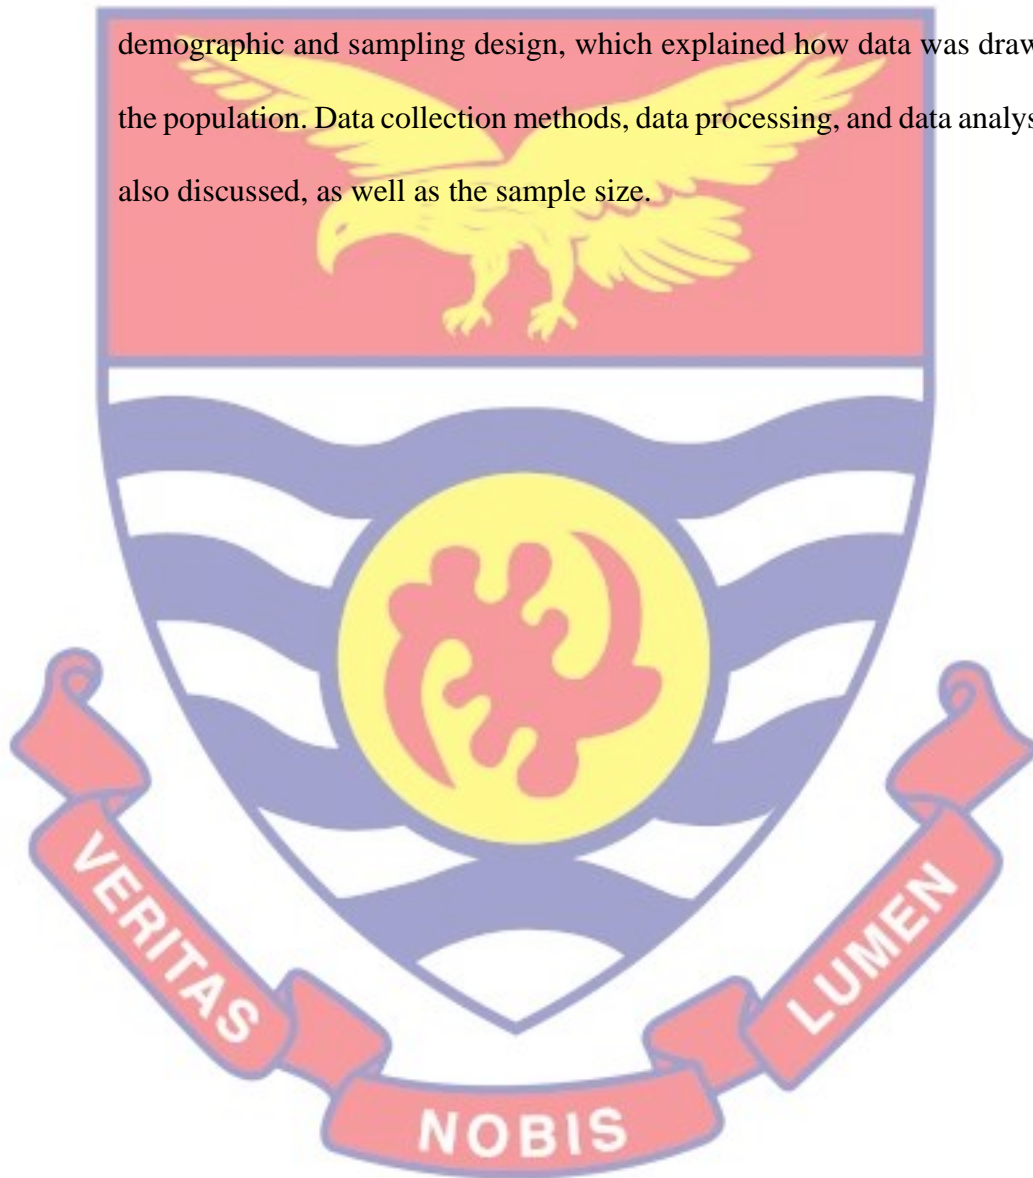 demographic and sampling design, which explained how data was draw
the population. Data collection methods, data processing, and data analys
also discussed, as well as the sample size.
VERITAS
NOBIS
LUMEN